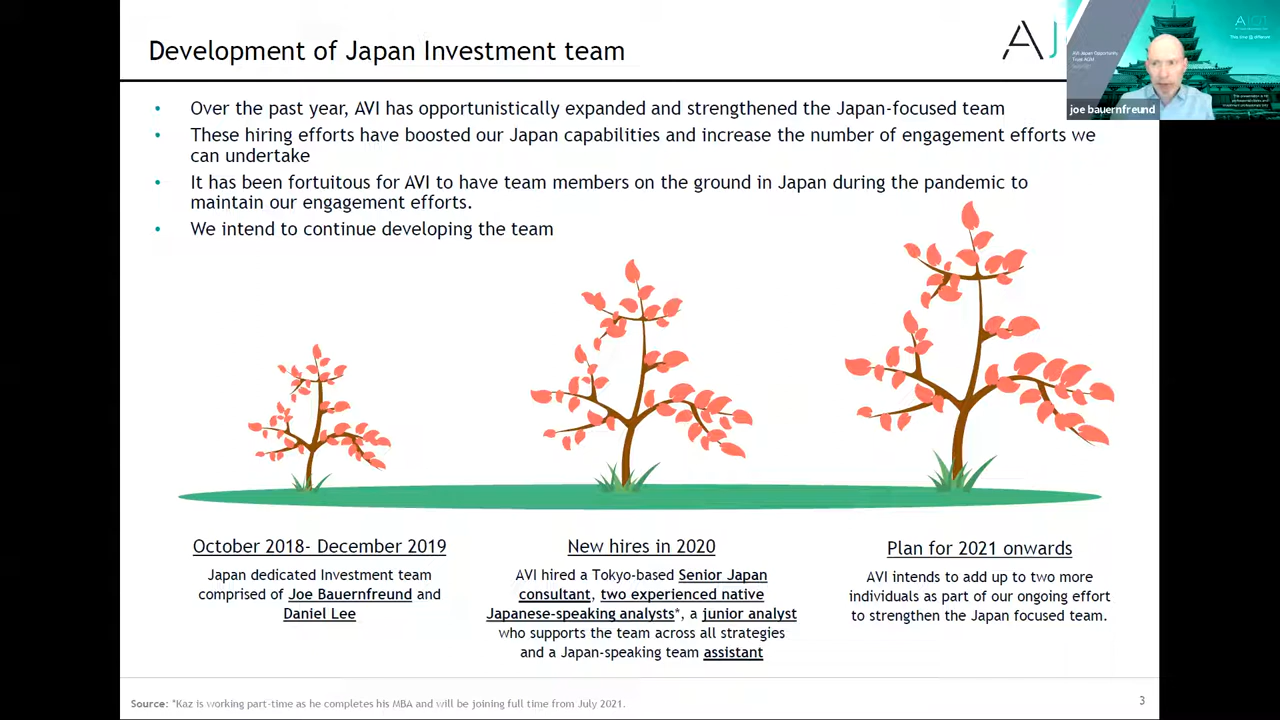 Development of Japan Investment team
AJ
joe bauernfreund
• Over the past year, AVI has opportunistically expanded and strengthened the Japan-focused team
• These hiring efforts have boosted our Japan capabilities and increase the number of engagement efforts we
can undertake
• It has been fortuitous for AVI to have team members on the ground in Japan during the pandemic to
maintain our engagement efforts.
• We intend to continue developing the team
October 2018- December 2019
Japan dedicated Investment team
comprised of Joe Bauernfreund and
Daniel Lee
New hires in 2020
AVI hired a Tokyo-based Senior Japan
consultant, two experienced native
Japanese-speaking analysts*, a junior analyst
who supports the team across all strategies
and a Japan-speaking team assistant
Plan for 2021 onwards
AVI intends to add up to two more
individuals as part of our ongoing effort
to strengthen the Japan focused team.
Source: *Kaz is working part-time as he completes his MBA and will be joining full time from July 2021.
3